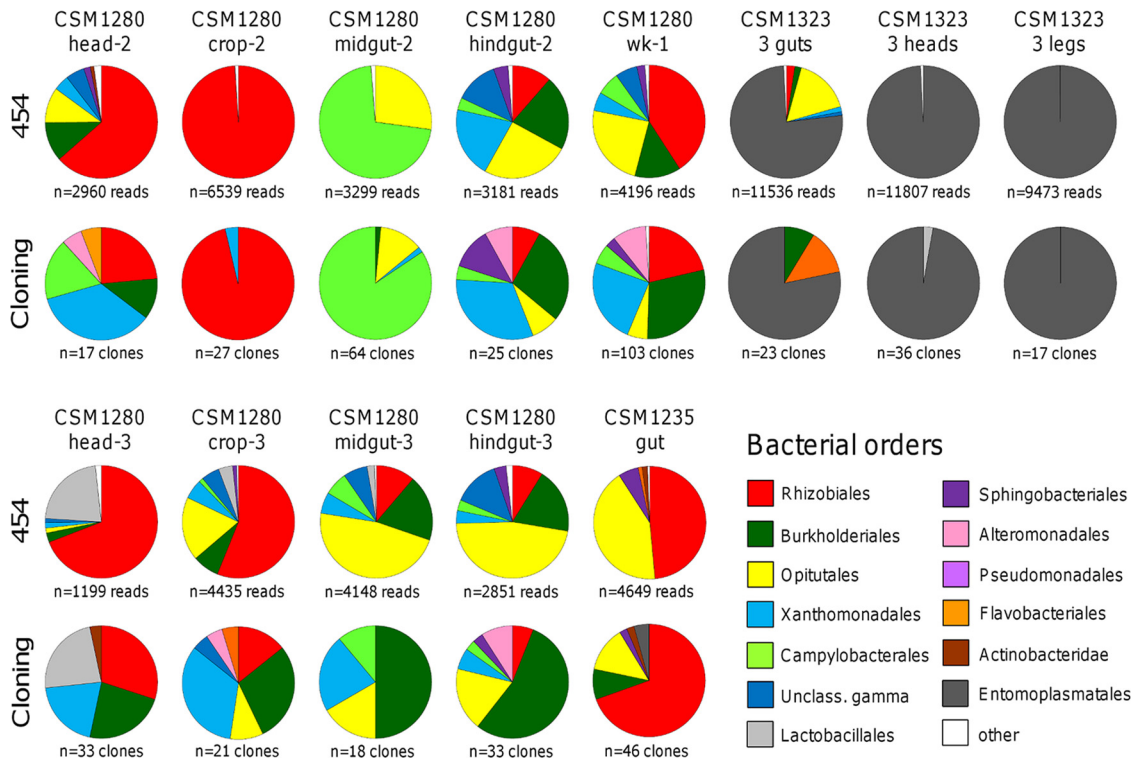 CSM1280 head-2
CSM1280 crop-2
CSM1280 midgut-2
CSM1280 hindgut-2
CSM1280 wk-1
CSM1323 3 guts
CSM1323 3 heads
CSM1323 3 legs
454
n=2960 reads
n=6539 reads
n=3299 reads
n=3181 reads
n=4196 reads
n=11536 reads
n=11807 reads
n=9473 reads
Cloning
n=17 clones
n=27 clones
n=64 clones
n=25 clones
n=103 clones
n=23 clones
n=36 clones
n=17 clones
CSM1280 head-3
CSM1280 crop-3
CSM1280 midgut-3
CSM1280 hindgut-3
CSM1235 gut
454
n=1199 reads
n=4435 reads
n=4148 reads
n=2851 reads
n=4649 reads
Cloning
n=33 clones
n=21 clones
n=18 clones
n=33 clones
n=46 clones
Bacterial orders
Rhizobiales
Burkholderiales
Opitutales
Xanthomonadales
Campylobacterales
Unclass. gamma
Lactobacillales
Sphingobacteriales
Alteromonadales
Pseudomonadales
Flavobacteriales
Actinobacteridae
Entomoplasmatales
other